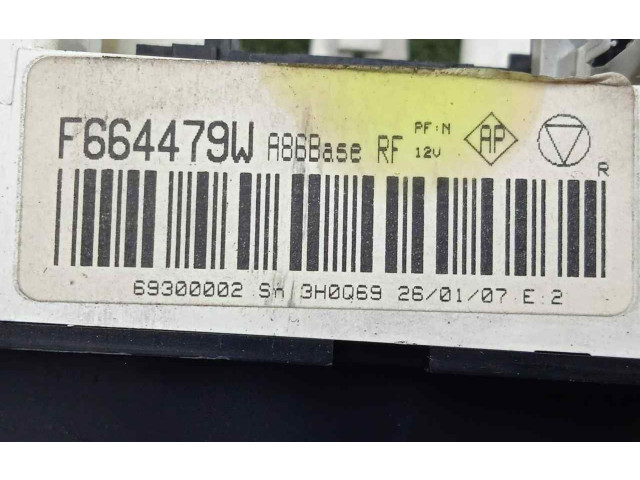 F664479W A86Base RF PF:N 12V AP
R
69300002 Sn 3H0Q69 26/01/07 E:2